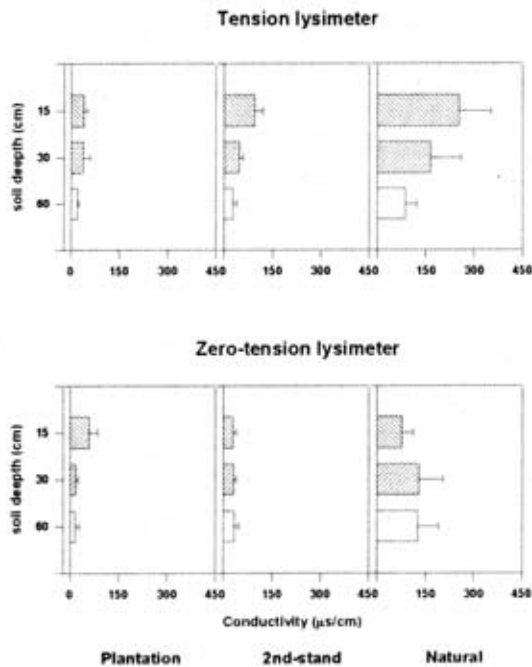 Tension lysimeter
soil deepth (cm)
15
30
60
0 150 300 450 150 300 450 150 300 450
Zero-tension lysimeter
soil deepth (cm)
15
30
60
0 150 300 450 150 300 450 150 300 450
Conductivity (µs/cm)
Plantation 2nd-stand Natural